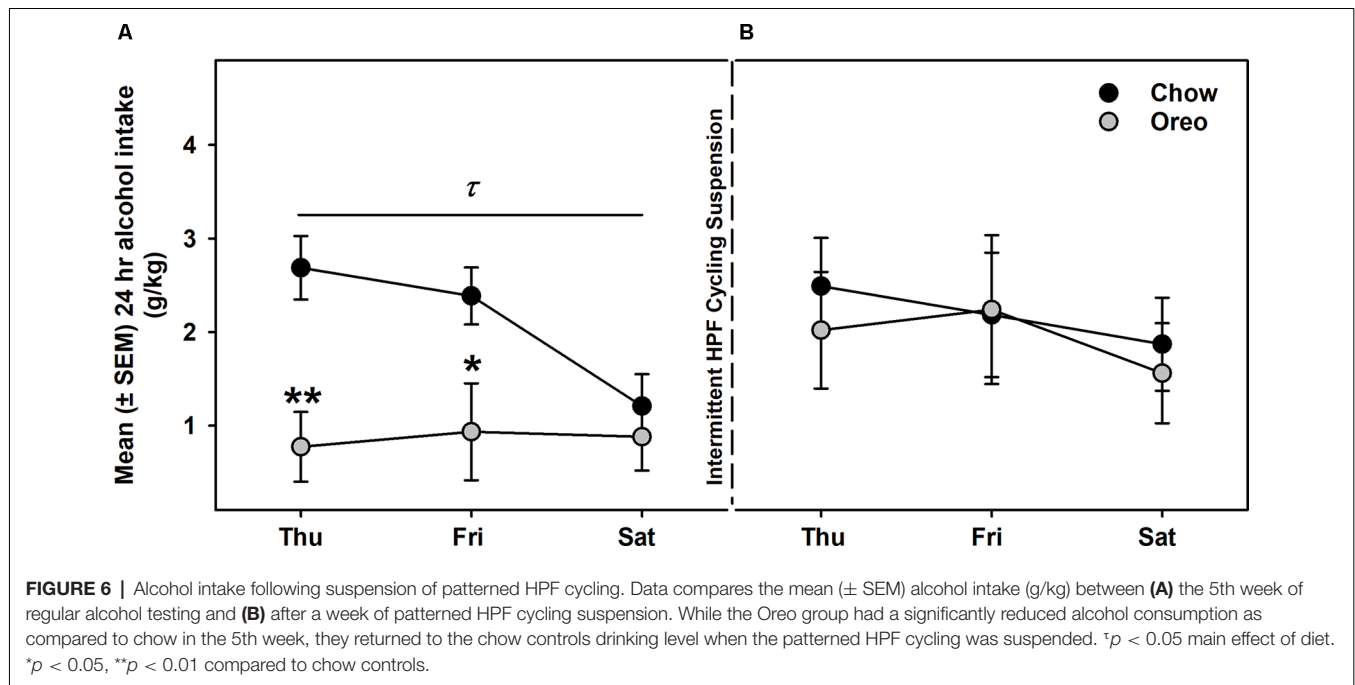 A
B
Mean (± SEM) 24 hr alcohol intake
(g/kg)
4
3
2
1
τ
**
*
Thu
Fri
Sat
Intermittent HPF Cycling Suspension
Chow
Oreo
Thu
Fri
Sat
FIGURE 6 | Alcohol intake following suspension of patterned HPF cycling. Data compares the mean (± SEM) alcohol intake (g/kg) between (A) the 5th week of
regular alcohol testing and (B) after a week of patterned HPF cycling suspension. While the Oreo group had a significantly reduced alcohol consumption as
compared to chow in the 5th week, they returned to the chow controls drinking level when the patterned HPF cycling was suspended. τp < 0.05 main effect of diet.
*p < 0.05, **p < 0.01 compared to chow controls.